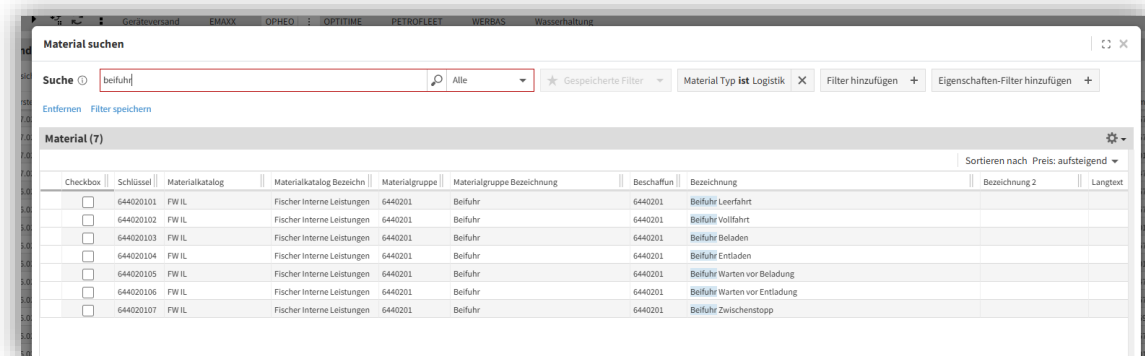 Geräteversand EMAXX OPHEO OPTITIME PETROFLEET WERBAS Wasserhaltung
Material suchen
Suche beifuhr Alle Gespeicherte Filter Material Typ ist Logistik Filter hinzufügen + Eigenschaften-Filter hinzufügen +
Entfernen Filter speichern
Material (7)
Sortieren nach Preis: aufsteigend
Checkbox Schlüssel Materialkatalog Materialkatalog Bezeichn Materialgruppe Materialgruppe Bezeichnung Beschaffun Bezeichnung Bezeichnung 2 Langtext
644020101 FW IL Fischer Interne Leistungen 6440201 Beifuhr 6440201 Beifuhr Leerfahrt
644020102 FW IL Fischer Interne Leistungen 6440201 Beifuhr 6440201 Beifuhr Vollfahrt
644020103 FW IL Fischer Interne Leistungen 6440201 Beifuhr 6440201 Beifuhr Beladen
644020104 FW IL Fischer Interne Leistungen 6440201 Beifuhr 6440201 Beifuhr Entladen
644020105 FW IL Fischer Interne Leistungen 6440201 Beifuhr 6440201 Beifuhr Warten vor Beladung
644020106 FW IL Fischer Interne Leistungen 6440201 Beifuhr 6440201 Beifuhr Warten vor Entladung
644020107 FW IL Fischer Interne Leistungen 6440201 Beifuhr 6440201 Beifuhr Zwischenstopp